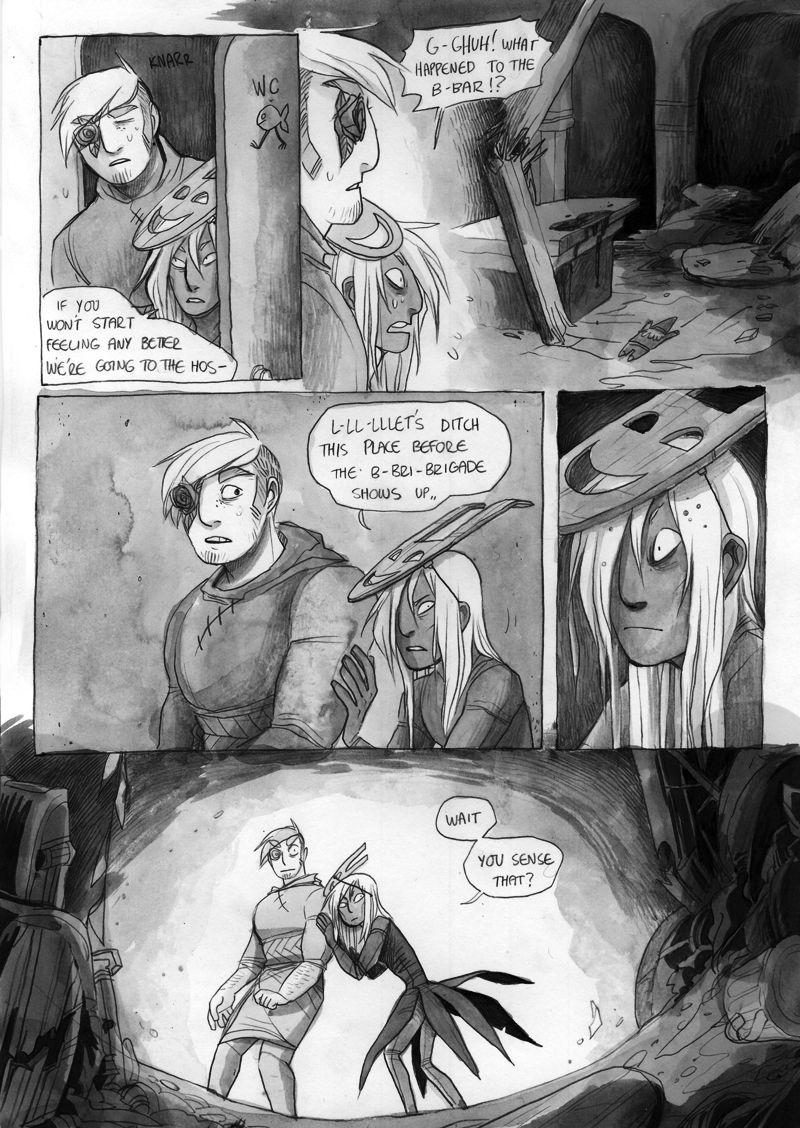 KNARR
WC
IF YOU
WON'T START
FEELING ANY BETTER
WE'RE GOING TO THE HOS-
G-GHUH! WHAT
HAPPENED TO THE
B-BAR!?
L-LL-LLLET'S DITCH
THIS PLACE BEFORE
THE B-BRI-BRIGADE
SHOWS UP,,
WAIT
YOU SENSE
THAT?